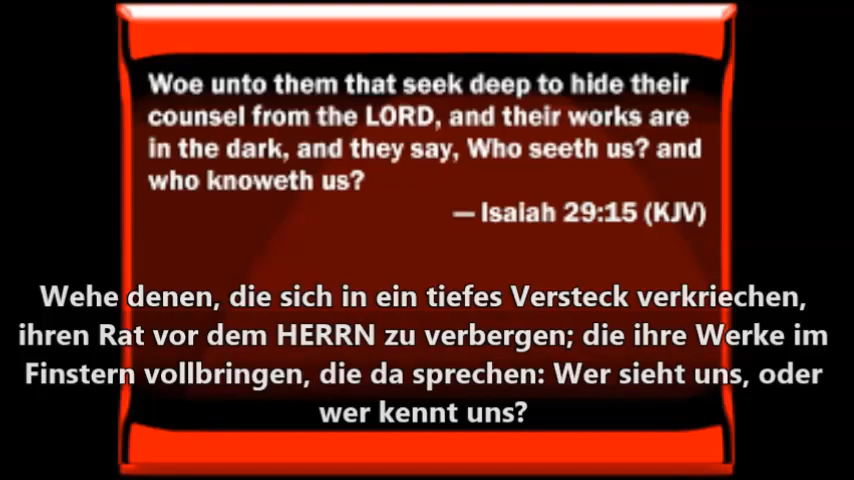 Woe unto them that seek deep to hide their
counsel from the LORD, and their works are
in the dark, and they say, Who seeth us? and
who knoweth us?
— Isaiah 29:15 (KJV)
Wehe denen, die sich in ein tiefes Versteck verkriechen,
ihren Rat vor dem HERRN zu verbergen; die ihre Werke im
Finstern vollbringen, die da sprechen: Wer sieht uns, oder
wer kennt uns?